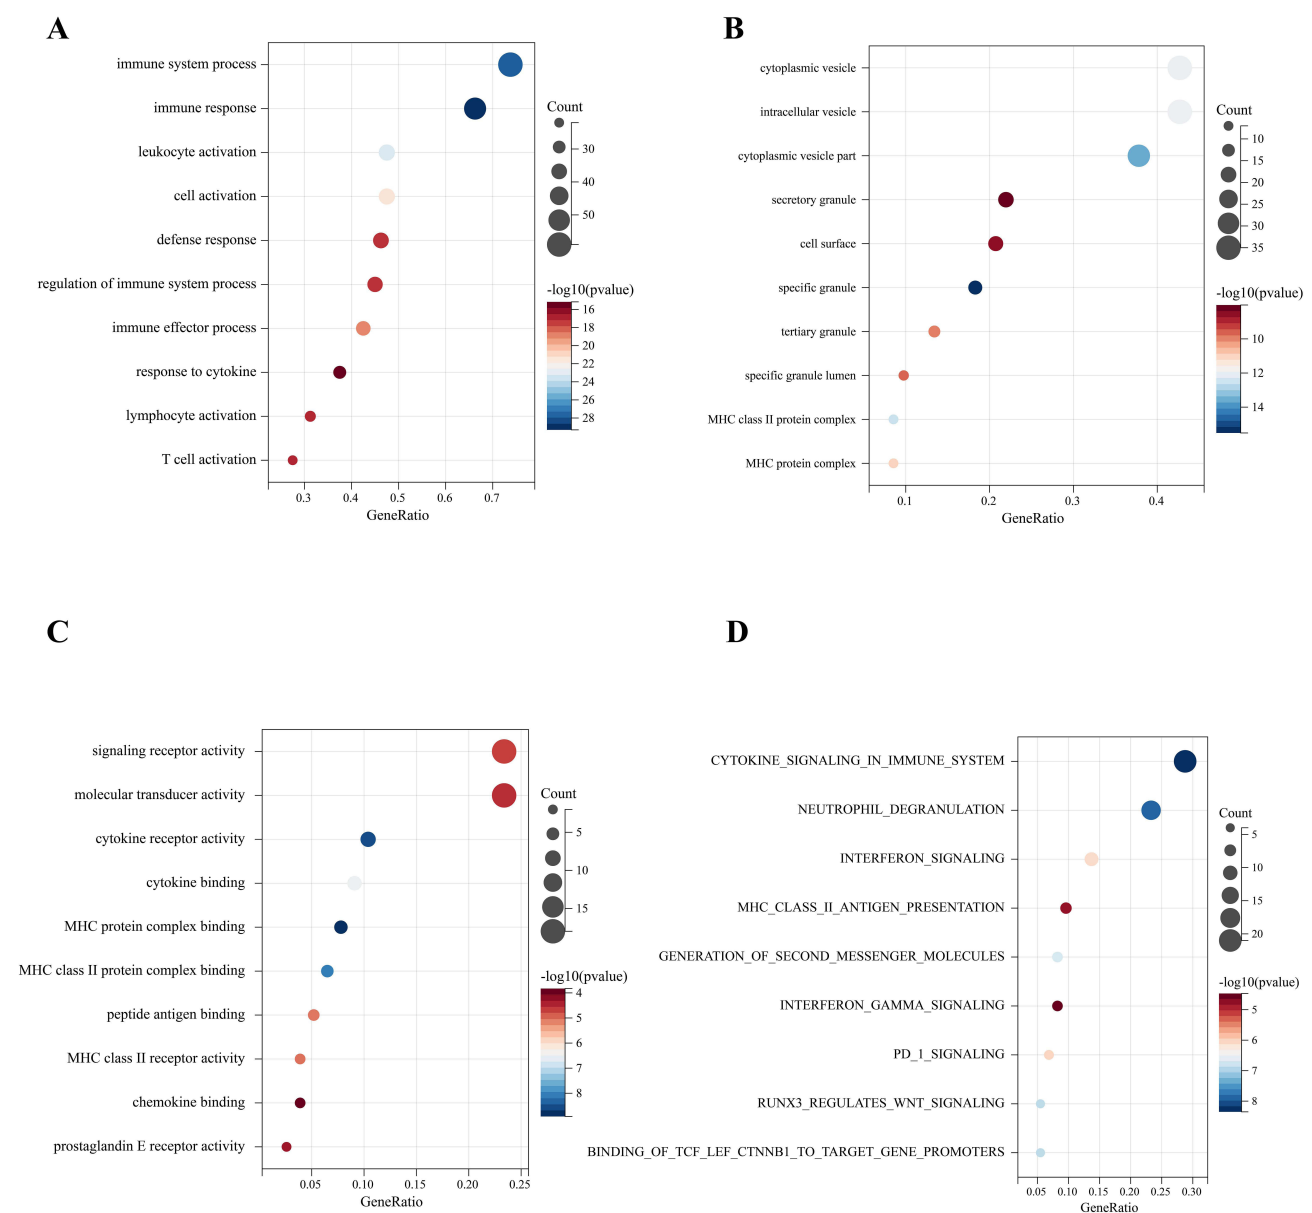 A
immune system process
immune response
leukocyte activation
cell activation
defense response
regulation of immune system process
immune effector process
response to cytokine
lymphocyte activation
T cell activation
0.3 0.4 0.5 0.6 0.7
GeneRatio
Count
30
40
50
-log10(pvalue)
16
18
20
22
24
26
28
B
cytoplasmic vesicle
intracellular vesicle
cytoplasmic vesicle part
secretory granule
cell surface
specific granule
tertiary granule
specific granule lumen
MHC class II protein complex
MHC protein complex
0.1 0.2 0.3 0.4
GeneRatio
Count
10
15
20
25
30
35
-log10(pvalue)
10
12
14
C
signaling receptor activity
molecular transducer activity
cytokine receptor activity
cytokine binding
MHC protein complex binding
MHC class II protein complex binding
peptide antigen binding
MHC class II receptor activity
chemokine binding
prostaglandin E receptor activity
0.05 0.10 0.15 0.20 0.25
GeneRatio
Count
5
10
15
-log10(pvalue)
4
5
6
7
8
D
CYTOKINE_SIGNALING_IN_IMMUNE_SYSTEM
NEUTROPHIL_DEGRANULATION
INTERFERON_SIGNALING
MHC_CLASS_II_ANTIGEN_PRESENTATION
GENERATION_OF_SECOND_MESSENGER_MOLECULES
INTERFERON_GAMMA_SIGNALING
PD_1_SIGNALING
RUNX3_REGULATES_WNT_SIGNALING
BINDING_OF_TCF_LEF_CTNNB1_TO_TARGET_GENE_PROMOTERS
0.05 0.10 0.15 0.20 0.25 0.30
GeneRatio
Count
5
10
15
20
-log10(pvalue)
5
6
7
8